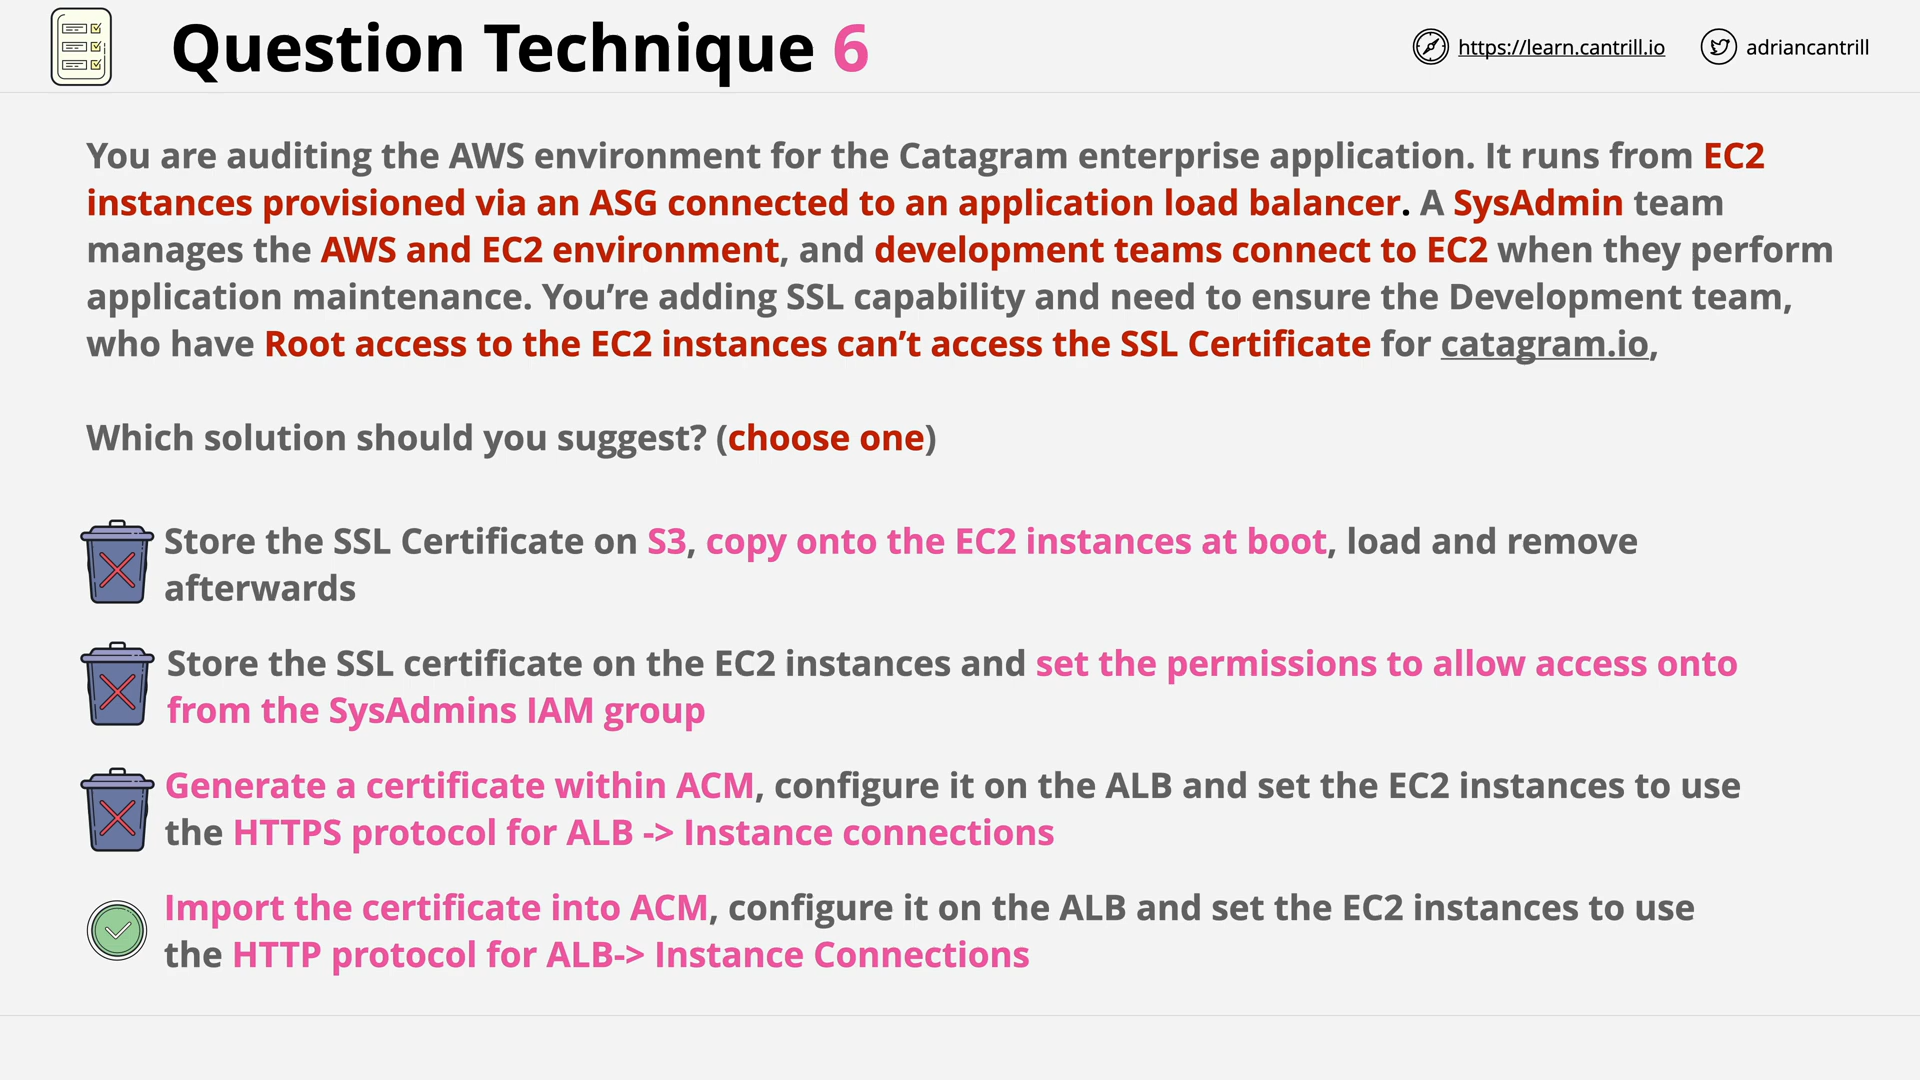 Question Technique 6
https://learn.cantrill.io
adriancantrill
You are auditing the AWS environment for the Catagram enterprise application. It runs from EC2
instances provisioned via an ASG connected to an application load balancer. A SysAdmin team
manages the AWS and EC2 environment, and development teams connect to EC2 when they perform
application maintenance. You’re adding SSL capability and need to ensure the Development team,
who have Root access to the EC2 instances can’t access the SSL Certificate for catagram.io,
Which solution should you suggest? (choose one)
Store the SSL Certificate on S3, copy onto the EC2 instances at boot, load and remove
afterwards
Store the SSL certificate on the EC2 instances and set the permissions to allow access onto
from the SysAdmins IAM group
Generate a certificate within ACM, configure it on the ALB and set the EC2 instances to use
the HTTPS protocol for ALB -> Instance connections
Import the certificate into ACM, configure it on the ALB and set the EC2 instances to use
the HTTP protocol for ALB-> Instance Connections